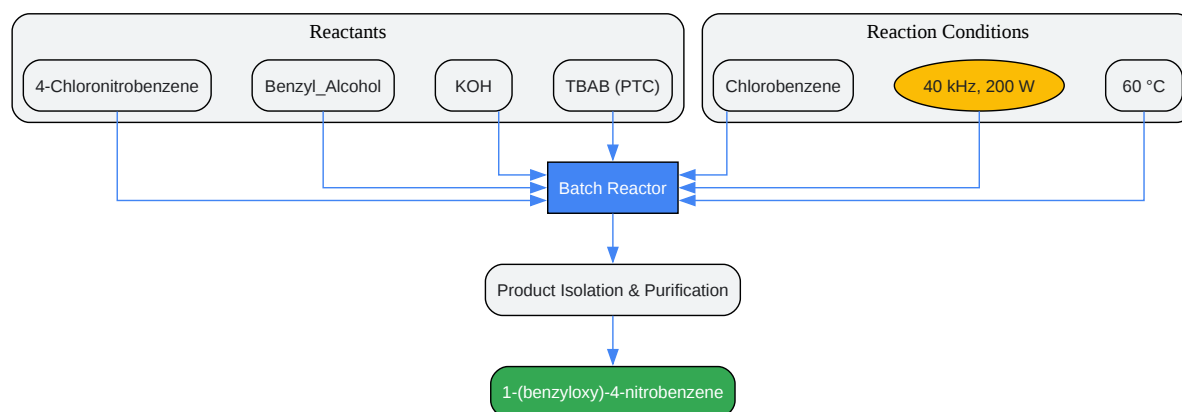 Reactants
Reaction Conditions
4-Chloronitrobenzene
Benzyl_Alcohol
KOH
TBAB (PTC)
Chlorobenzene
40 kHz, 200 W
60 °C
Batch Reactor
Product Isolation & Purification
1-(benzyloxy)-4-nitrobenzene